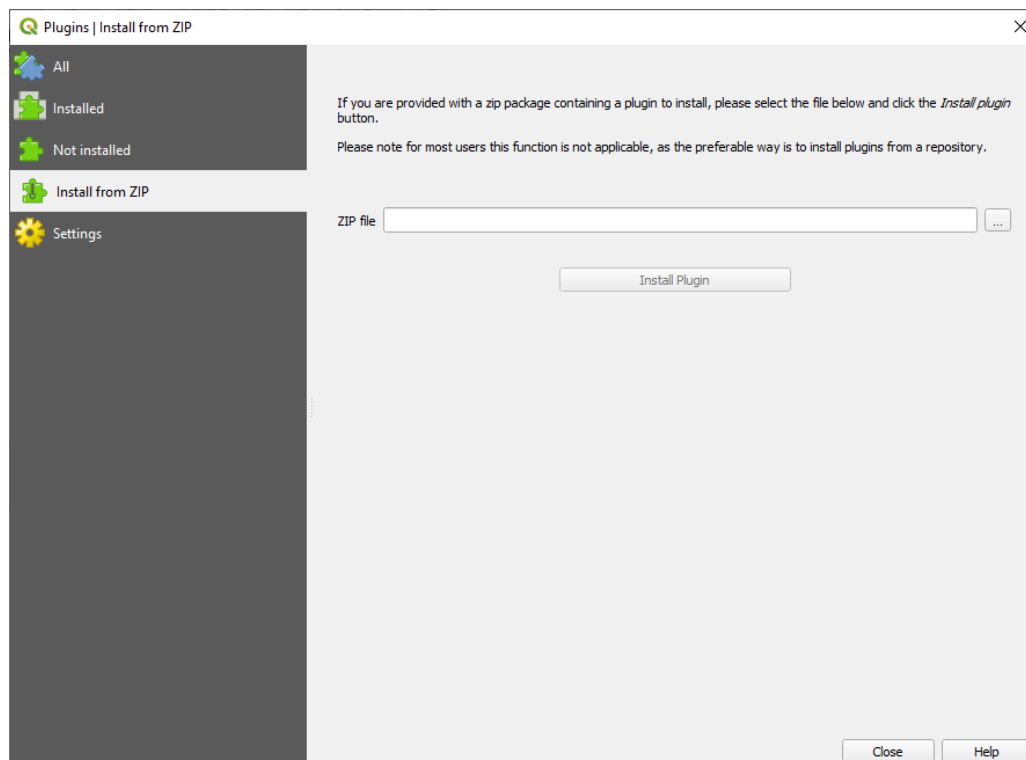 Plugins | Install from ZIP
All
Installed
Not installed
Install from ZIP
Settings
If you are provided with a zip package containing a plugin to install, please select the file below and click the Install plugin
button.
Please note for most users this function is not applicable, as the preferable way is to install plugins from a repository.
ZIP file
...
Install Plugin
Close
Help